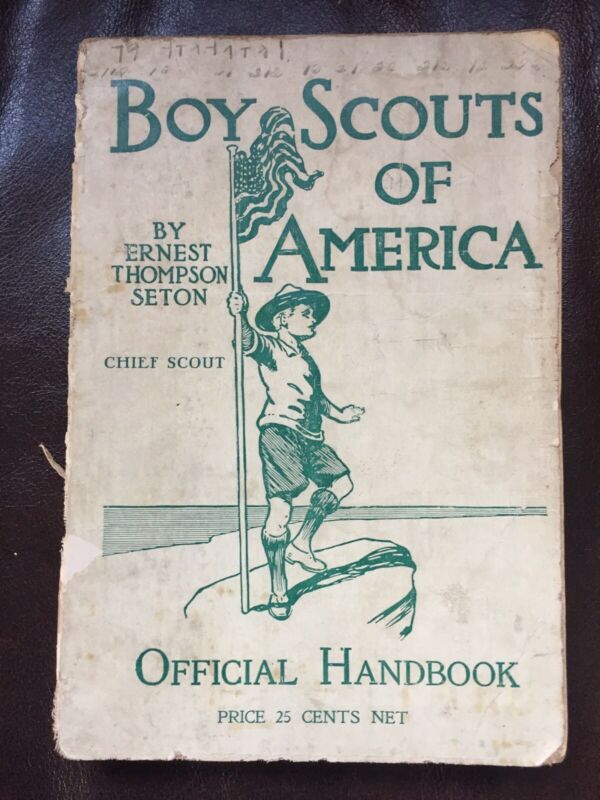 BOY SCOUTS
OF
AMERICA
BY
ERNEST
THOMPSON
SETON
CHIEF SCOUT
OFFICIAL HANDBOOK
PRICE 25 CENTS NET